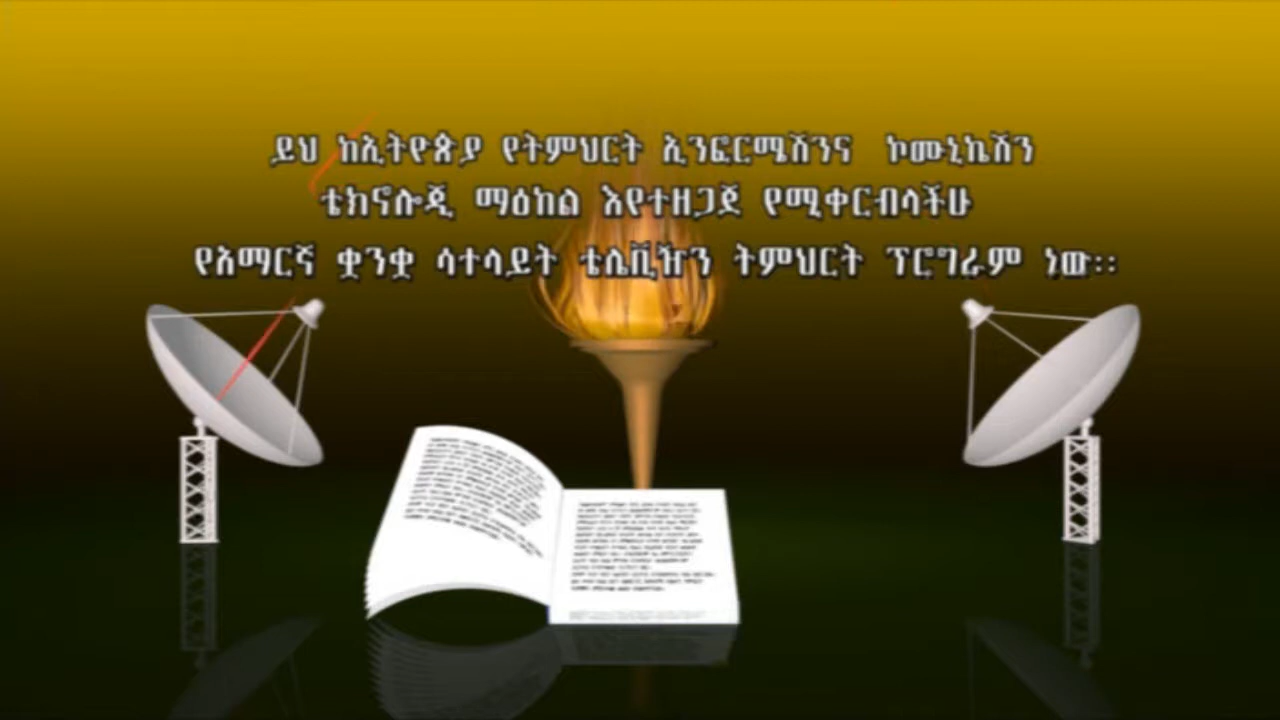 ይህ ከኢትዮጵያ የትምህርት ኢንፎርሜሽንና ኮሙኒኬሽን
ቴክኖሎጂ ማዕከል እየተዘጋጀ የሚቀርብላችሁ
የአማርኛ ቋንቋ ሳተላይት ቴሌቪዥን ትምህርት ፕሮግራም ነው።